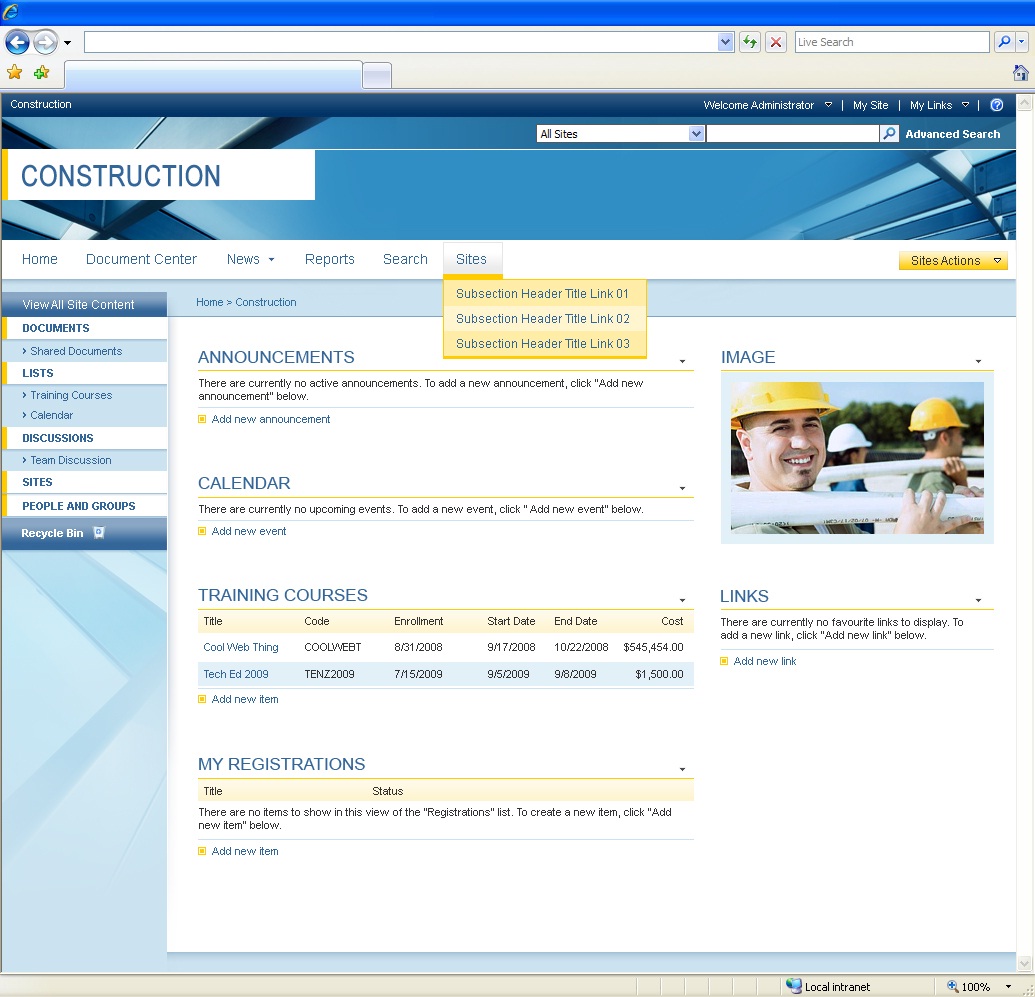 Live Search
Construction
Welcome Administrator | My Site | My Links | ?
All Sites
Advanced Search
CONSTRUCTION
Home Document Center News Reports Search Sites
Sites Actions
View All Site Content
Home > Construction
Subsection Header Title Link 01
Subsection Header Title Link 02
Subsection Header Title Link 03
DOCUMENTS
Shared Documents
LISTS
Training Courses
Calendar
DISCUSSIONS
Team Discussion
SITES
PEOPLE AND GROUPS
Recycle Bin
ANNOUNCEMENTS
There are currently no active announcements. To add a new announcement, click "Add new
announcement" below.
Add new announcement
CALENDAR
There are currently no upcoming events. To add a new event, click " Add new event" below.
Add new event
TRAINING COURSES
Title Code Enrollment Start Date End Date Cost
Cool Web Thing COOLWEBT 8/31/2008 9/17/2008 10/22/2008 $545,454.00
Tech Ed 2009 TENZ2009 7/15/2009 9/5/2009 9/8/2009 $1,500.00
Add new item
MY REGISTRATIONS
Title Status
There are no items to show in this view of the "Registrations" list. To create a new item, click "Add
new item" below.
Add new item
IMAGE
LINKS
There are currently no favourite links to display. To
add a new link, click "Add new link" below.
Add new link
Local intranet
100%